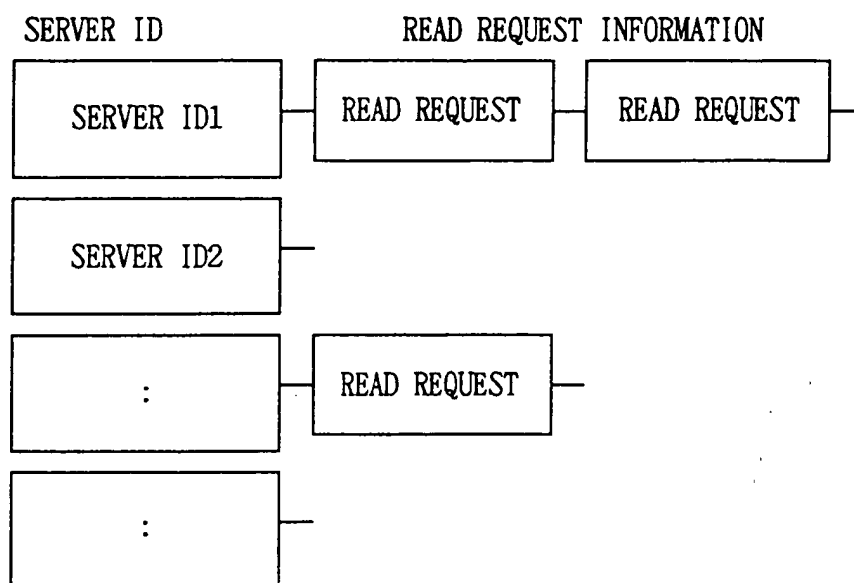 SERVER ID READ REQUEST INFORMATION
SERVER ID1 READ REQUEST READ REQUEST
SERVER ID2
: READ REQUEST
: